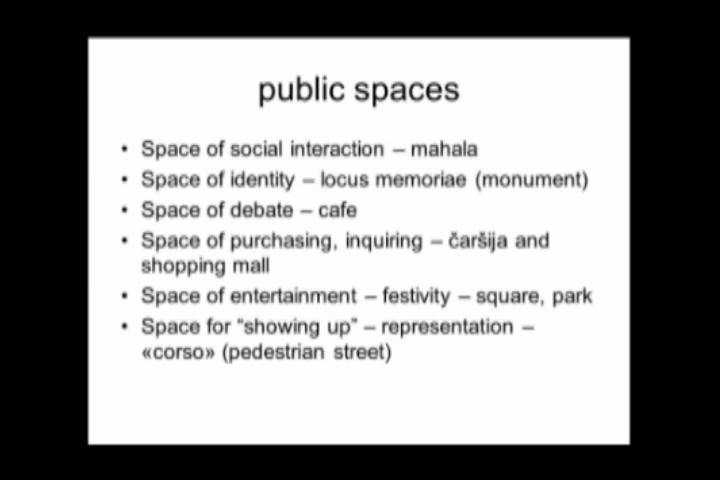 public spaces
• Space of social interaction – mahala
• Space of identity – locus memoriae (monument)
• Space of debate – cafe
• Space of purchasing, inquiring – čaršija and
shopping mall
• Space of entertainment – festivity – square, park
• Space for "showing up" – representation –
«corso» (pedestrian street)